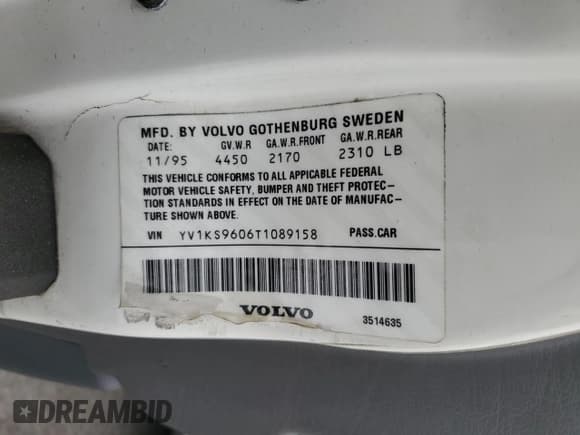 MFD. BY VOLVO GOTHENBURG SWEDEN
DATE: GV.W.R GA.W.R.FRONT GA.W.R.REAR
11/95 4450 2170 2310 LB
THIS VEHICLE CONFORMS TO ALL APPICABLE FEDERAL
MOTOR VEHICLE SAFETY, BUMPER AND THEFT PROTEC-
TION STANDARDS IN EFFECT ON THE DATE OF MANUFAC-
TURE SHOWN ABOVE.
VIN YV1KS9606T1089158 PASS.CAR
VOLVO 3514635
DREAMBID